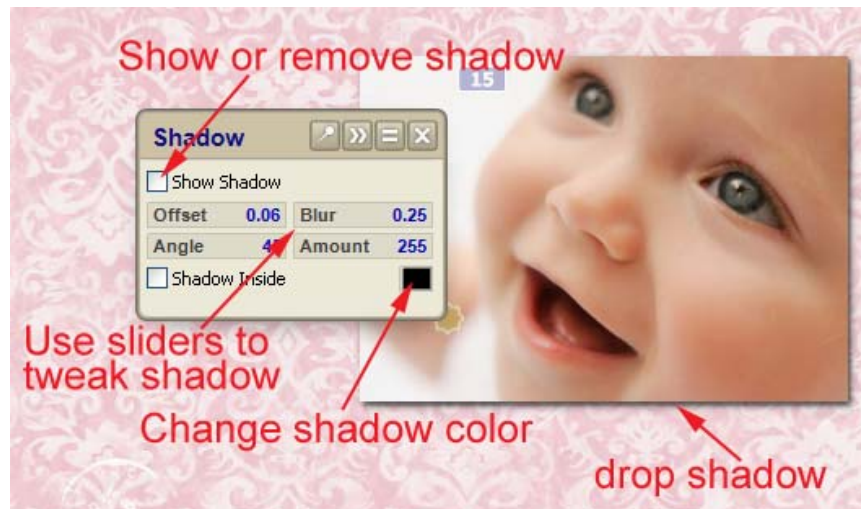 Show or remove shadow
15
Shadow
Show Shadow
Offset 0.06 Blur 0.25
Angle Amount 255
Shadow Inside
Use sliders to
tweak shadow
Change shadow color
drop shadow